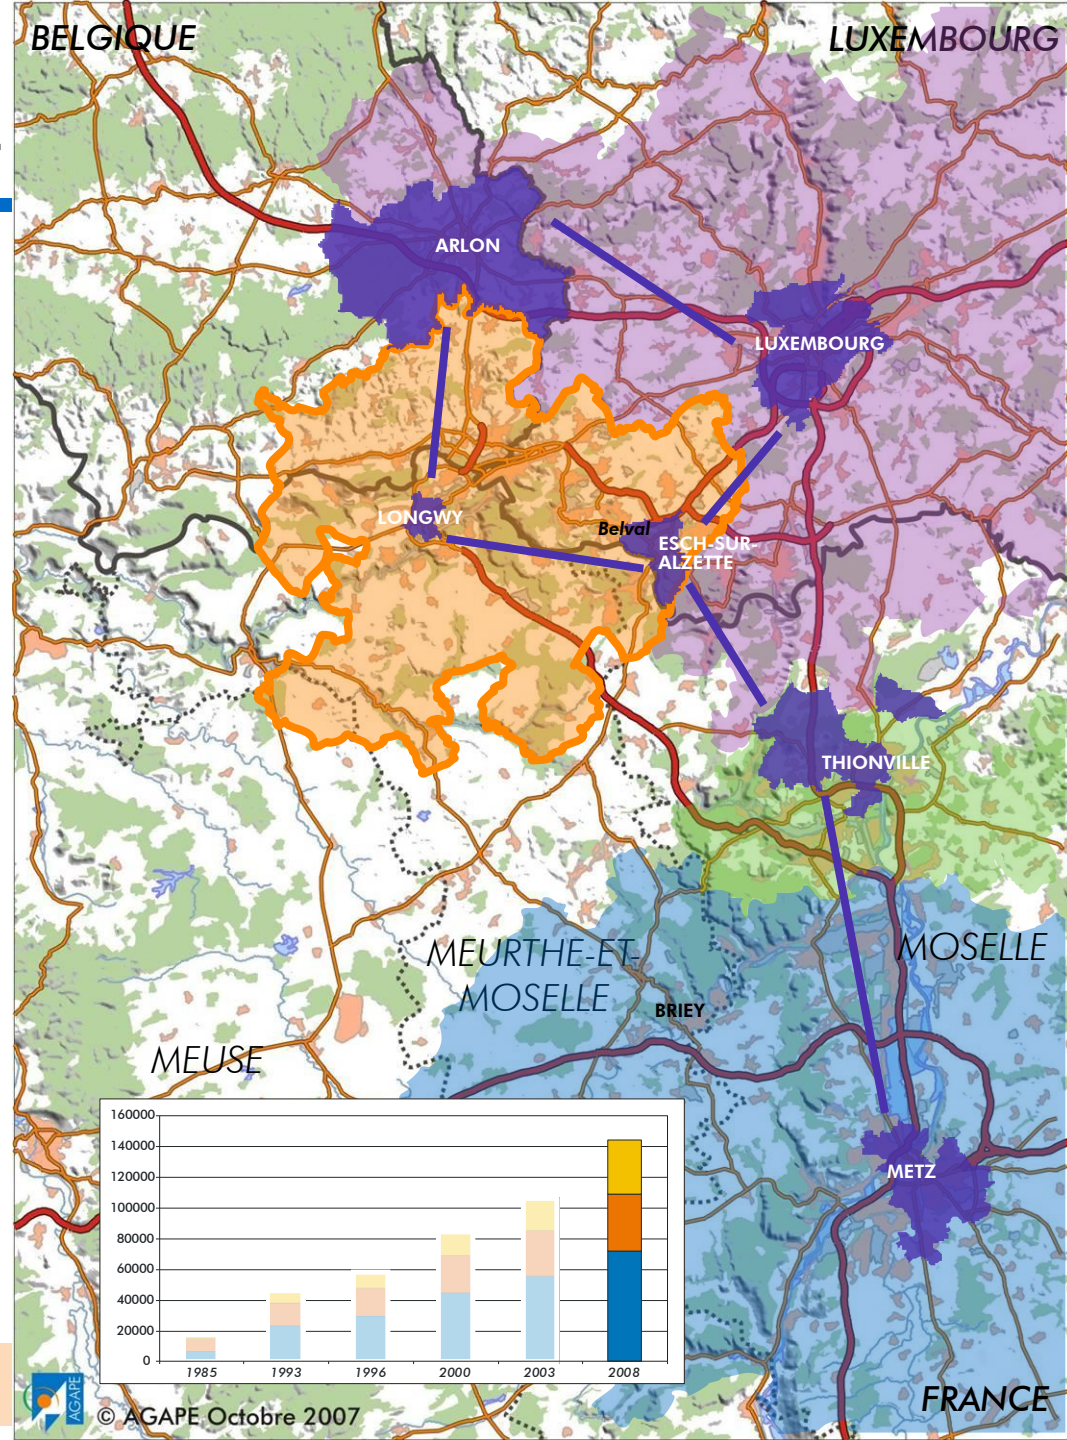 BELGIQUE
LUXEMBOURG
ARLON
LUXEMBOURG
LONGWY
Belval
ESCH-SUR-
ALZETTE
THIONVILLE
MEURTHE-ET-
MOSELLE
MOSELLE
BRIEY
MEUSE
METZ
160000
140000
120000
100000
80000
60000
40000
20000
0
1985
1993
1996
2000
2003
2008
FRANCE
AGAPE
© AGAPE Octobre 2007